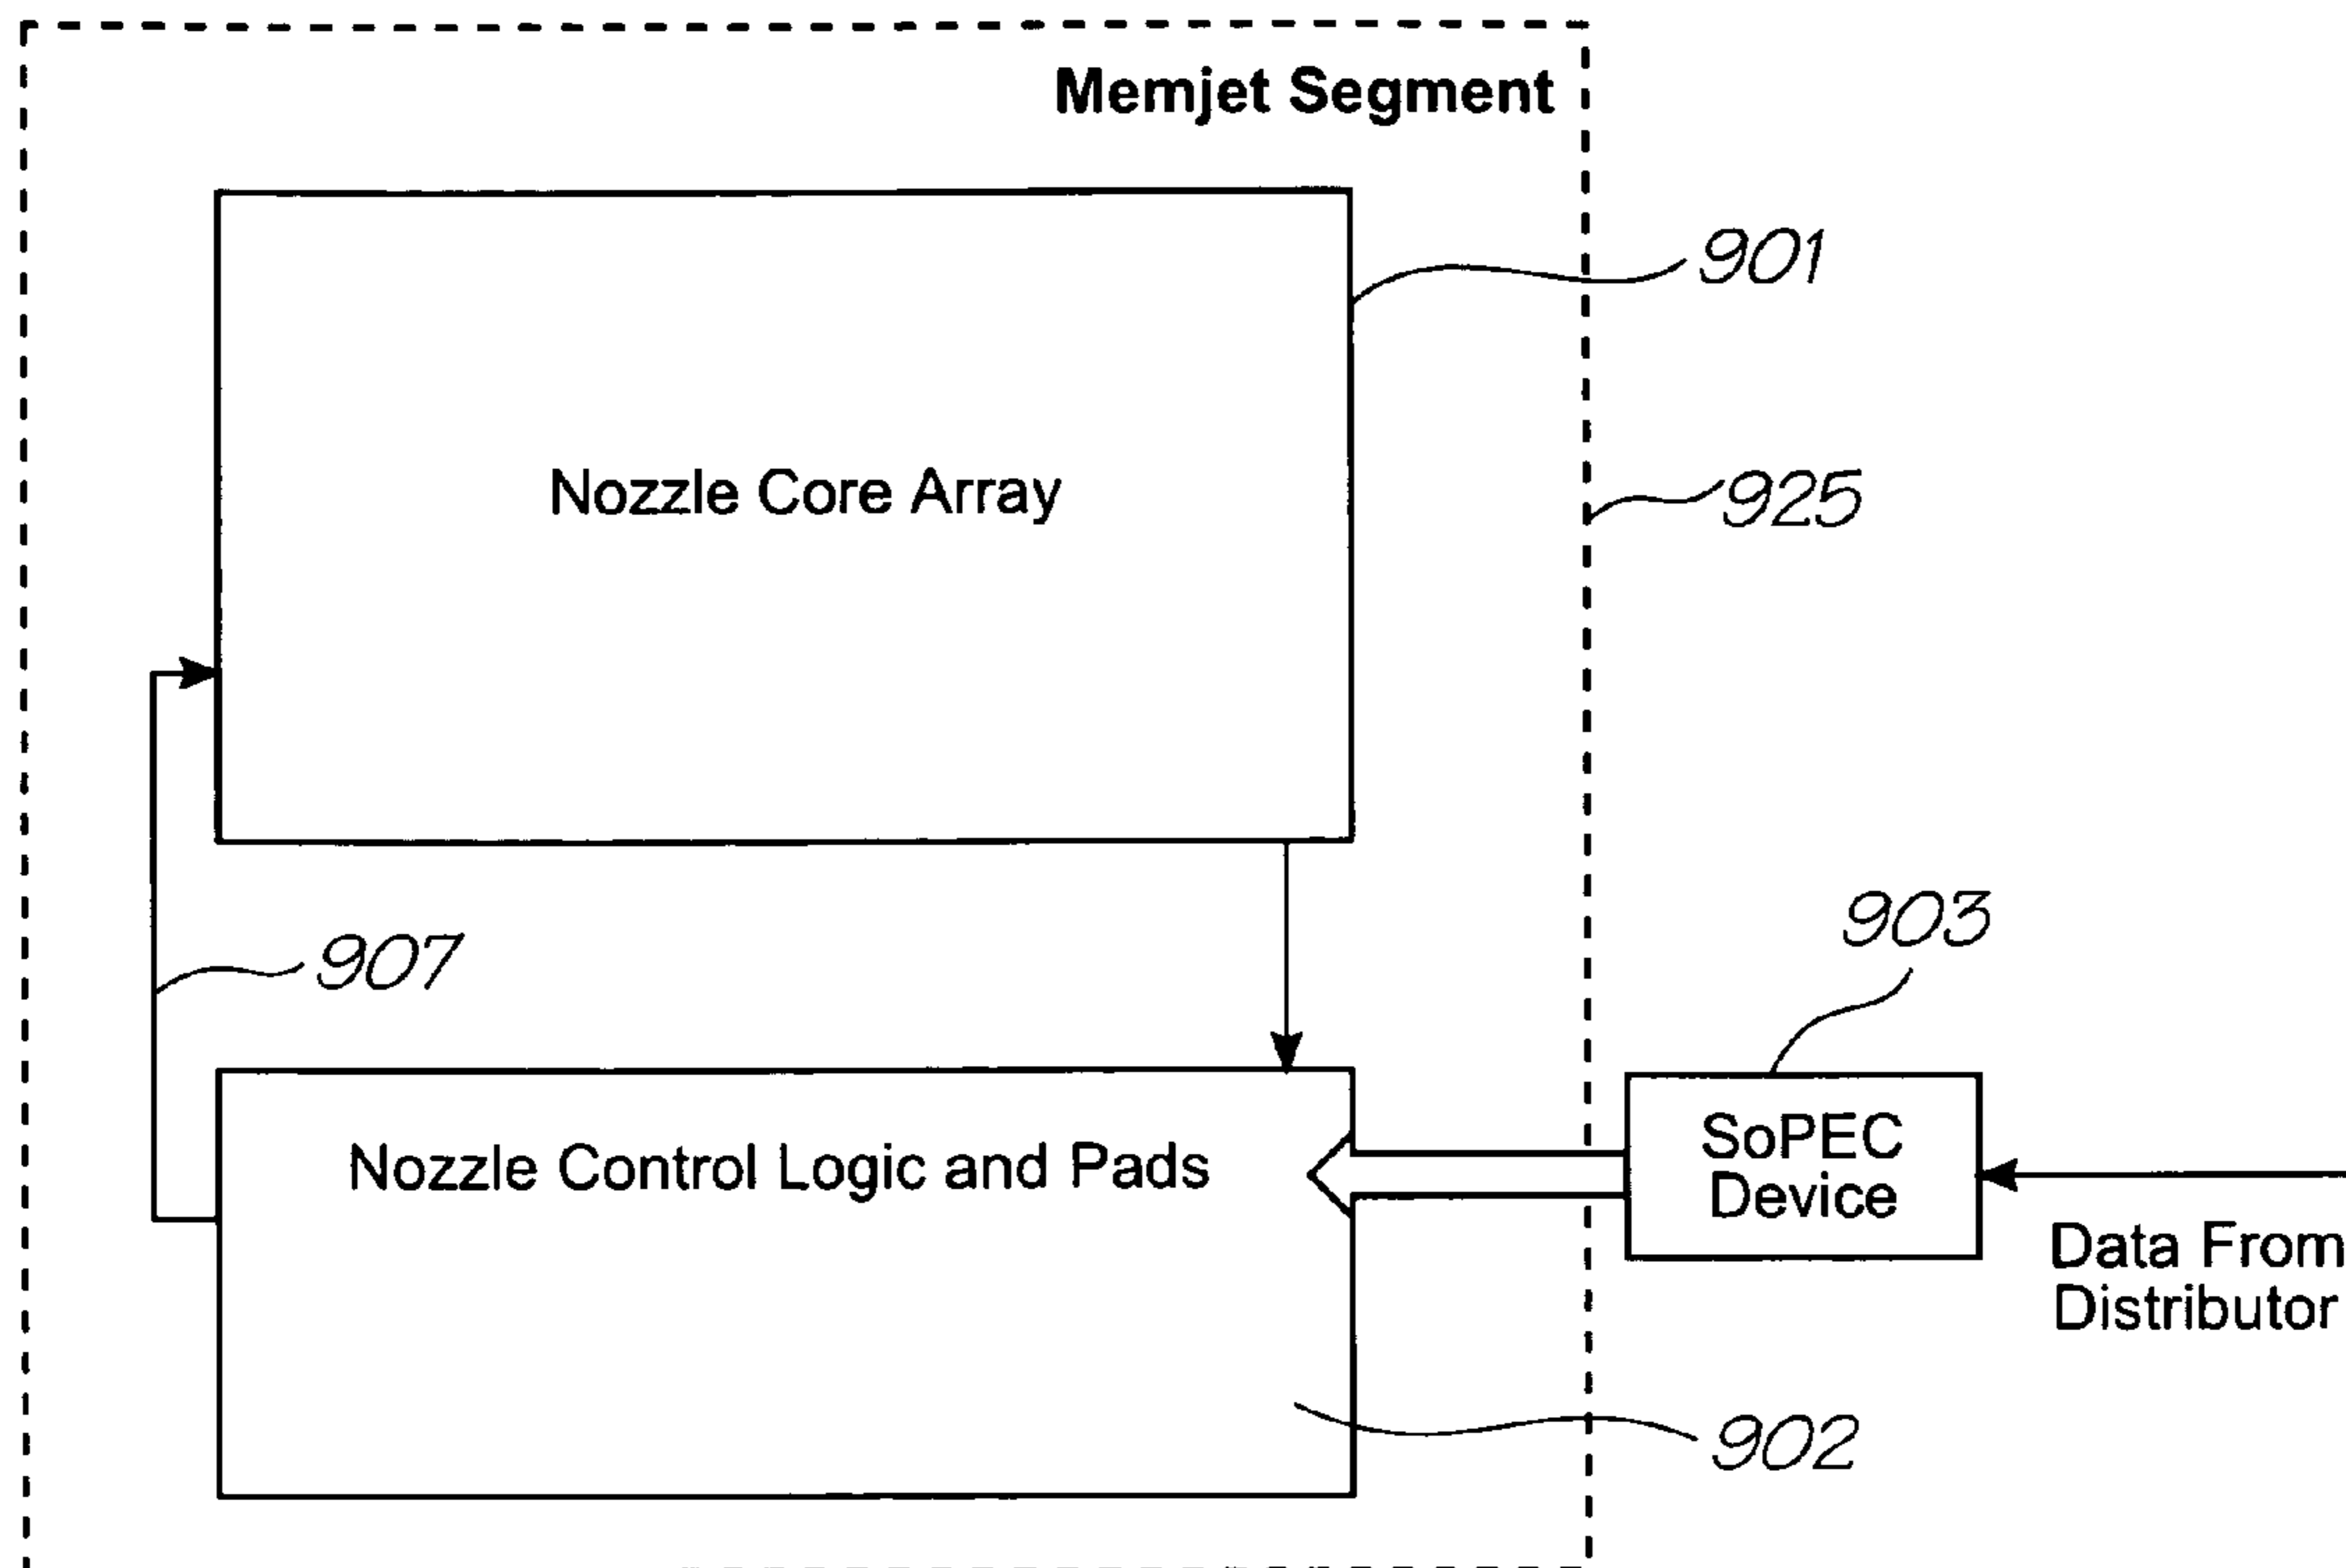 Memjet Segment
901
Nozzle Core Array
925
903
907
SoPEC
Device
Nozzle Control Logic and Pads
Data From
Distributor
902